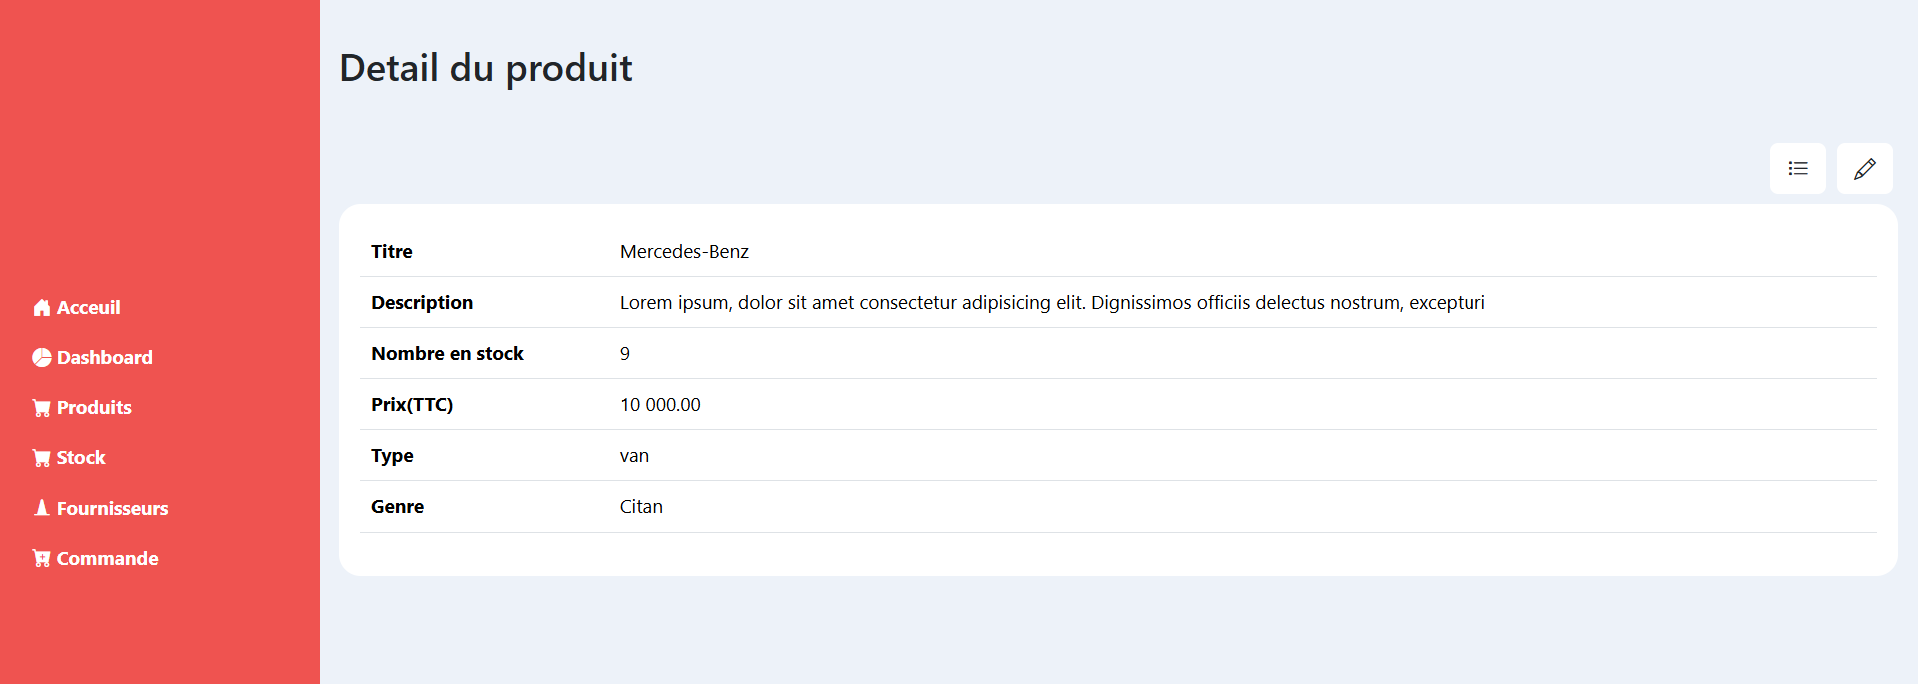 Detail du produit
Acceuil
Dashboard
Produits
Stock
Fournisseurs
Commande
Titre Mercedes-Benz
Description Lorem ipsum, dolor sit amet consectetur adipisicing elit. Dignissimos officiis delectus nostrum, excepturi
Nombre en stock 9
Prix(TTC) 10 000.00
Type van
Genre Citan